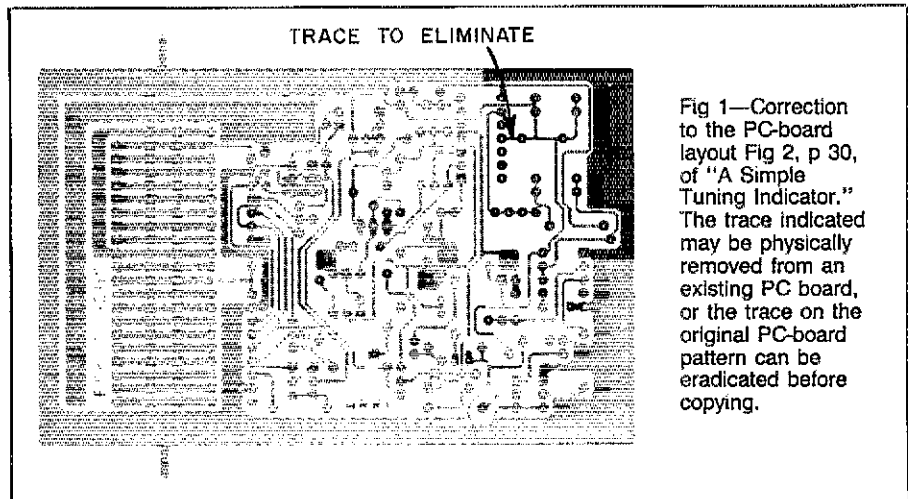 TRACE TO ELIMINATE
Fig 1—Correction
to the PC-board
layout Fig 2, p 30,
of "A Simple
Tuning Indicator."
The trace indicated
may be physically
removed from an
existing PC board,
or the trace on the
original PC-board
pattern can be
eradicated before
copying.